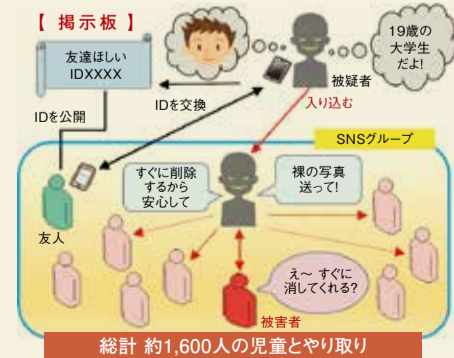 【 掲示板 】
友達ほしい
IDXXXX
19歳の
大学生
だよ!
被疑者
IDを交換
入り込む
IDを公開
SNSグループ
すぐに削除
するから
安心して
裸の写真
送って!
友人
え〜 すぐに
消してくれる?
被害者
総計 約1,600人の児童とやり取り